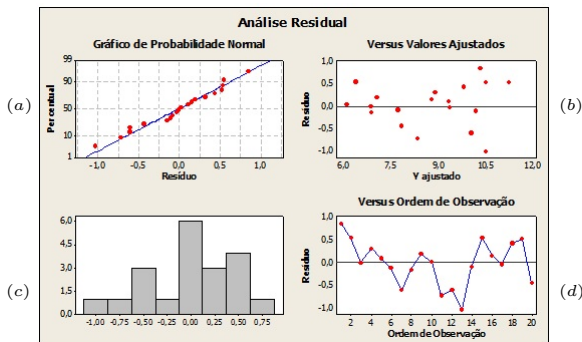 Análise Residual
(a)
Gráfico de Probabilidade Normal
Percentual
99
90
50
10
1
-1,0 -0,5 0,0 0,5 1,0
Resíduo
(b)
Versus Valores Ajustados
Resíduo
1,0
0,5
0,0
-0,5
-1,0
6,0 7,5 9,0 10,5 12,0
Y ajustado
(c)
6,0
4,5
3,0
1,5
0,0
-1,00 -0,75 -0,50 -0,25 0,00 0,25 0,50 0,75
(d)
Versus Ordem de Observação
Resíduo
1,0
0,5
0,0
-0,5
-1,0
2 4 6 8 10 12 14 16 18 20
Ordem de Observação